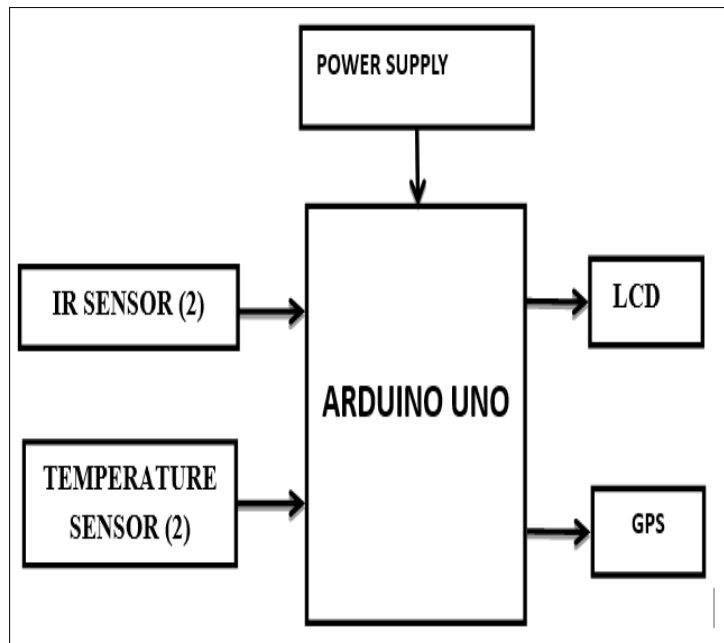 POWER SUPPLY
IR SENSOR (2)
LCD
ARDUINO UNO
TEMPERATURE
SENSOR (2)
GPS